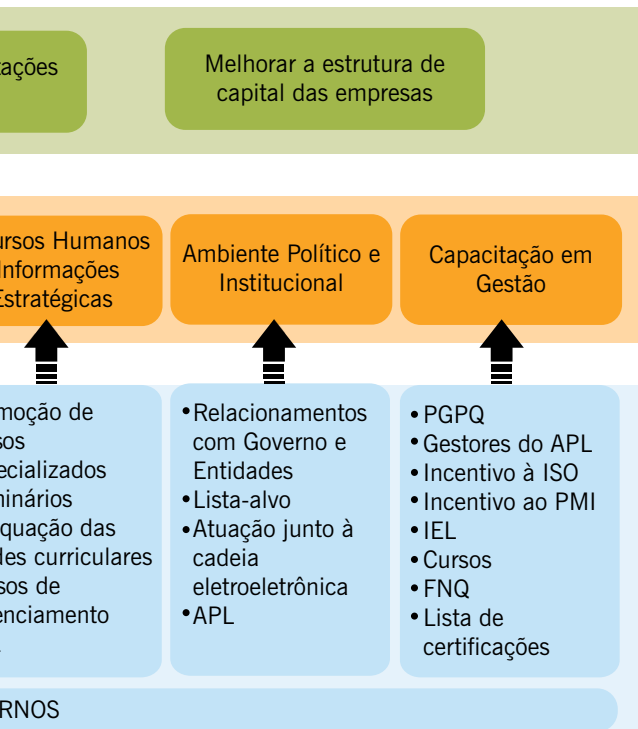 tações
Melhorar a estrutura de
capital das empresas
ursos Humanos
Informações
Estratégicas
Ambiente Político e
Institucional
Capacitação em
Gestão
moção de
sos
ecializados
minários
quação das
des curriculares
sos de
enciamento
•Relacionamentos
com Governo e
Entidades
•Lista-alvo
•Atuação junto à
cadeia
eletroeletrônica
•APL
•PGPQ
•Gestores do APL
•Incentivo à ISO
•Incentivo ao PMI
•IEL
•Cursos
•FNQ
•Lista de
certificações
RNOS